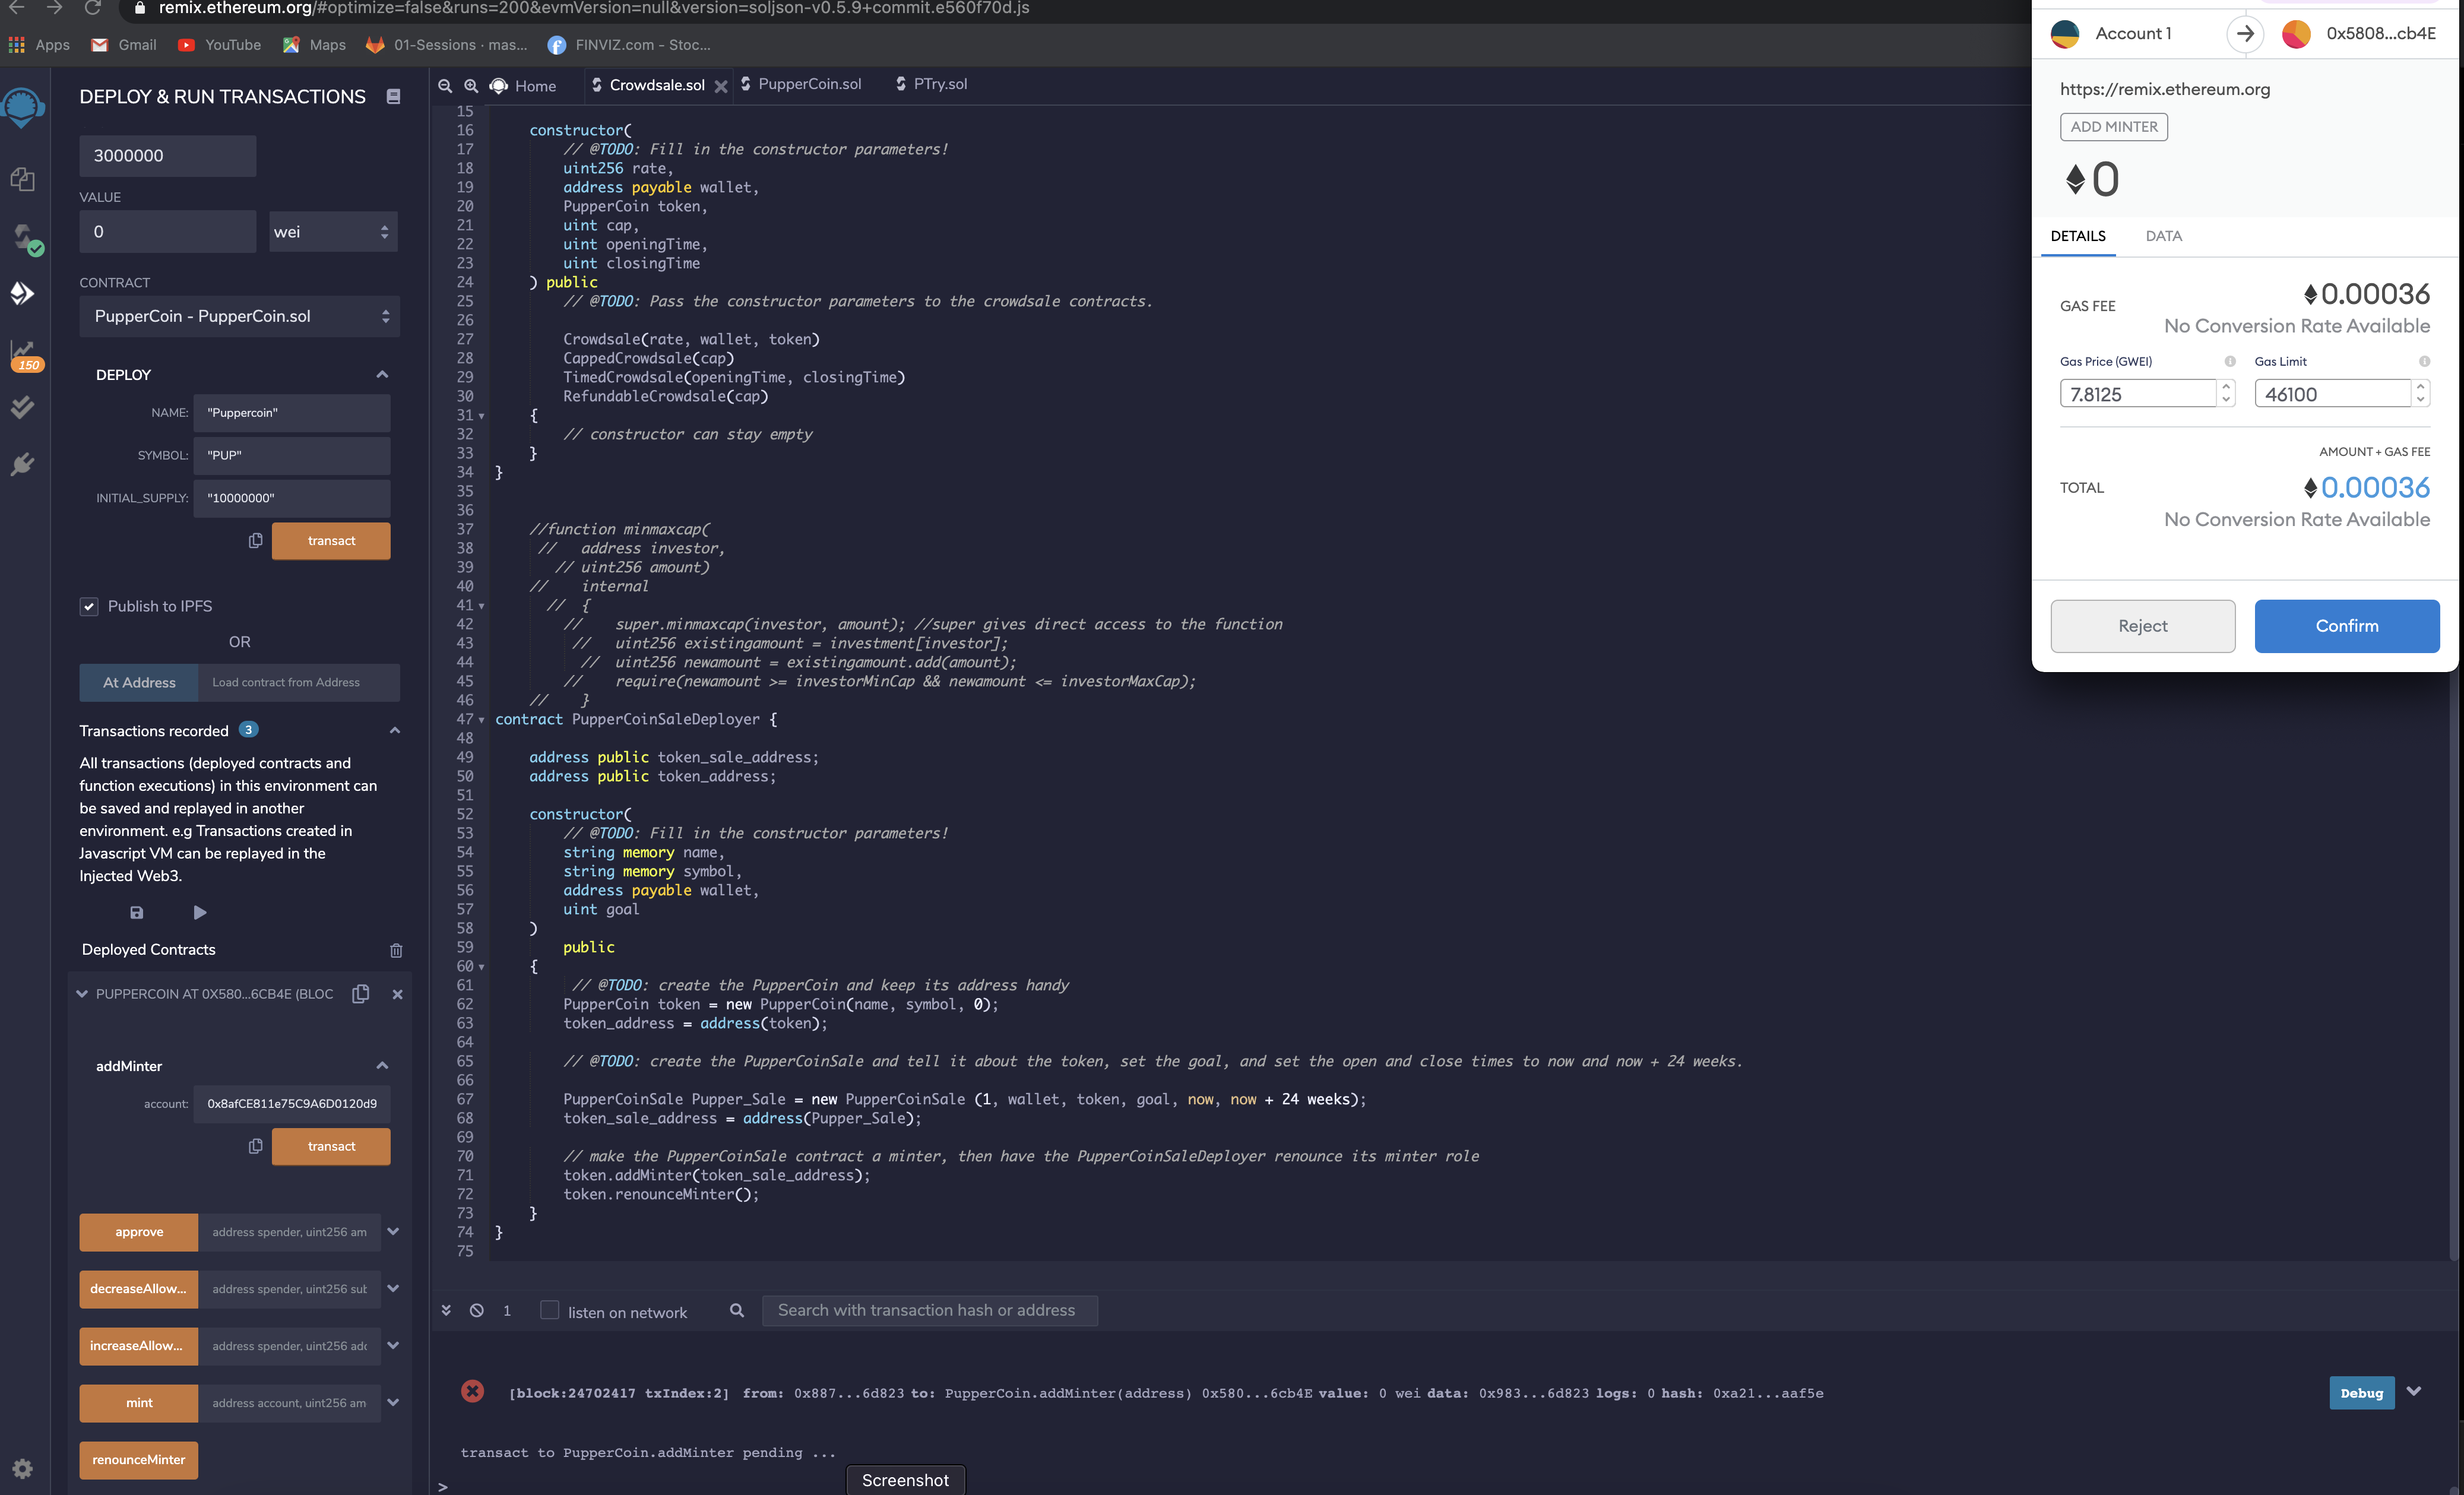 remix.ethereum.org/#optimize=false&runs=200&evmVersion=null&version=soljson-v0.5.9+commit.e560f70d.js
Apps
Gmail
YouTube
Maps
01-Sessions · mas...
FINVIZ.com - Stoc...
DEPLOY & RUN TRANSACTIONS
3000000
VALUE
0
wei
CONTRACT
PupperCoin - PupperCoin.sol
150
DEPLOY
NAME: "Puppercoin"
SYMBOL: "PUP"
INITIAL_SUPPLY: "10000000"
transact
Publish to IPFS
OR
At Address
Load contract from Address
Transactions recorded 3
All transactions (deployed contracts and
function executions) in this environment can
be saved and replayed in another
environment. e.g Transactions created in
Javascript VM can be replayed in the
Injected Web3.
Deployed Contracts
PUPPERCOIN AT 0X580...6CB4E (BLOC
addMinter
account: 0x8afCE811e75C9A6D0120d9
transact
approve address spender, uint256 am
decreaseAllow... address spender, uint256 sub
increaseAllow... address spender, uint256 adc
mint address account, uint256 am
renounceMinter
Home
Crowdsale.sol
PupperCoin.sol
PTry.sol
15
16 constructor(
17 // @TODO: Fill in the constructor parameters!
18 uint256 rate,
19 address payable wallet,
20 PupperCoin token,
21 uint cap,
22 uint openingTime,
23 uint closingTime
24 ) public
25 // @TODO: Pass the constructor parameters to the crowdsale contracts.
26
27 Crowdsale(rate, wallet, token)
28 CappedCrowdsale(cap)
29 TimedCrowdsale(openingTime, closingTime)
30 RefundableCrowdsale(cap)
31 {
32 // constructor can stay empty
33 }
34 }
35
36
37 //function minmaxcap(
38 // address investor,
39 // uint256 amount)
40 // internal
41 // {
42 // super.minmaxcap(investor, amount); //super gives direct access to the function
43 // uint256 existingamount = investment[investor];
44 // uint256 newamount = existingamount.add(amount);
45 // require(newamount >= investorMinCap && newamount <= investorMaxCap);
46 // }
47 contract PupperCoinSaleDeployer {
48
49 address public token_sale_address;
50 address public token_address;
51
52 constructor(
53 // @TODO: Fill in the constructor parameters!
54 string memory name,
55 string memory symbol,
56 address payable wallet,
57 uint goal
58 )
59 public
60 {
61 // @TODO: create the PupperCoin and keep its address handy
62 PupperCoin token = new PupperCoin(name, symbol, 0);
63 token_address = address(token);
64
65 // @TODO: create the PupperCoinSale and tell it about the token, set the goal, and set the open and close times to now and now + 24 weeks.
66
67 PupperCoinSale Pupper_Sale = new PupperCoinSale (1, wallet, token, goal, now, now + 24 weeks);
68 token_sale_address = address(Pupper_Sale);
69
70 // make the PupperCoinSale contract a minter, then have the PupperCoinSaleDeployer renounce its minter role
71 token.addMinter(token_sale_address);
72 token.renounceMinter();
73 }
74 }
75
1
listen on network
Search with transaction hash or address
[block:24702417 txIndex:2] from: 0x887...6d823 to: PupperCoin.addMinter(address) 0x580...6cb4E value: 0 wei data: 0x983...6d823 logs: 0 hash: 0xa21...aaf5e
Debug
transact to PupperCoin.addMinter pending ...
>
Screenshot
Account 1
0x5808...cb4E
https://remix.ethereum.org
ADD MINTER
0
DETAILS
DATA
GAS FEE
0.00036
No Conversion Rate Available
Gas Price (GWEI)
Gas Limit
7.8125
46100
AMOUNT + GAS FEE
TOTAL
0.00036
No Conversion Rate Available
Reject
Confirm